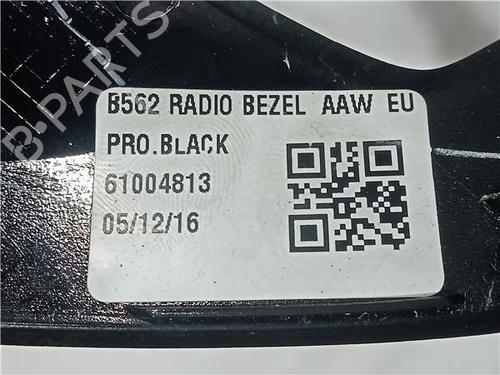 B-PARTS
B562 RADIO BEZEL AAW EU
PRO.BLACK
61004813
05/12/16